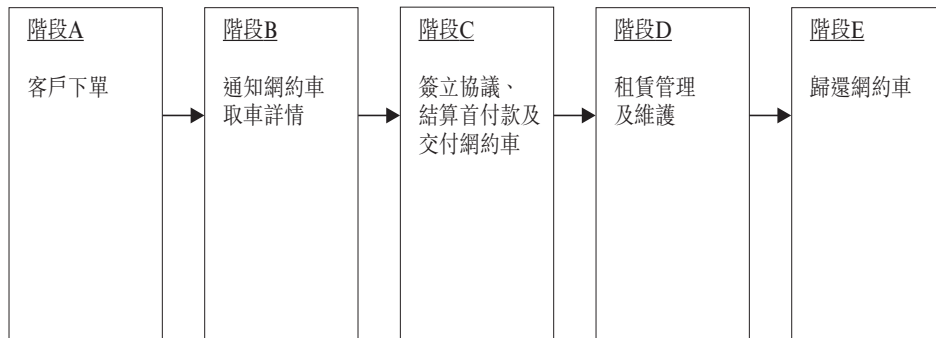 階段A
客戶下單
階段B
通知網約車
取車詳情
階段C
簽立協議、
結算首付款及
交付網約車
階段D
租賃管理
及維護
階段E
歸還網約車